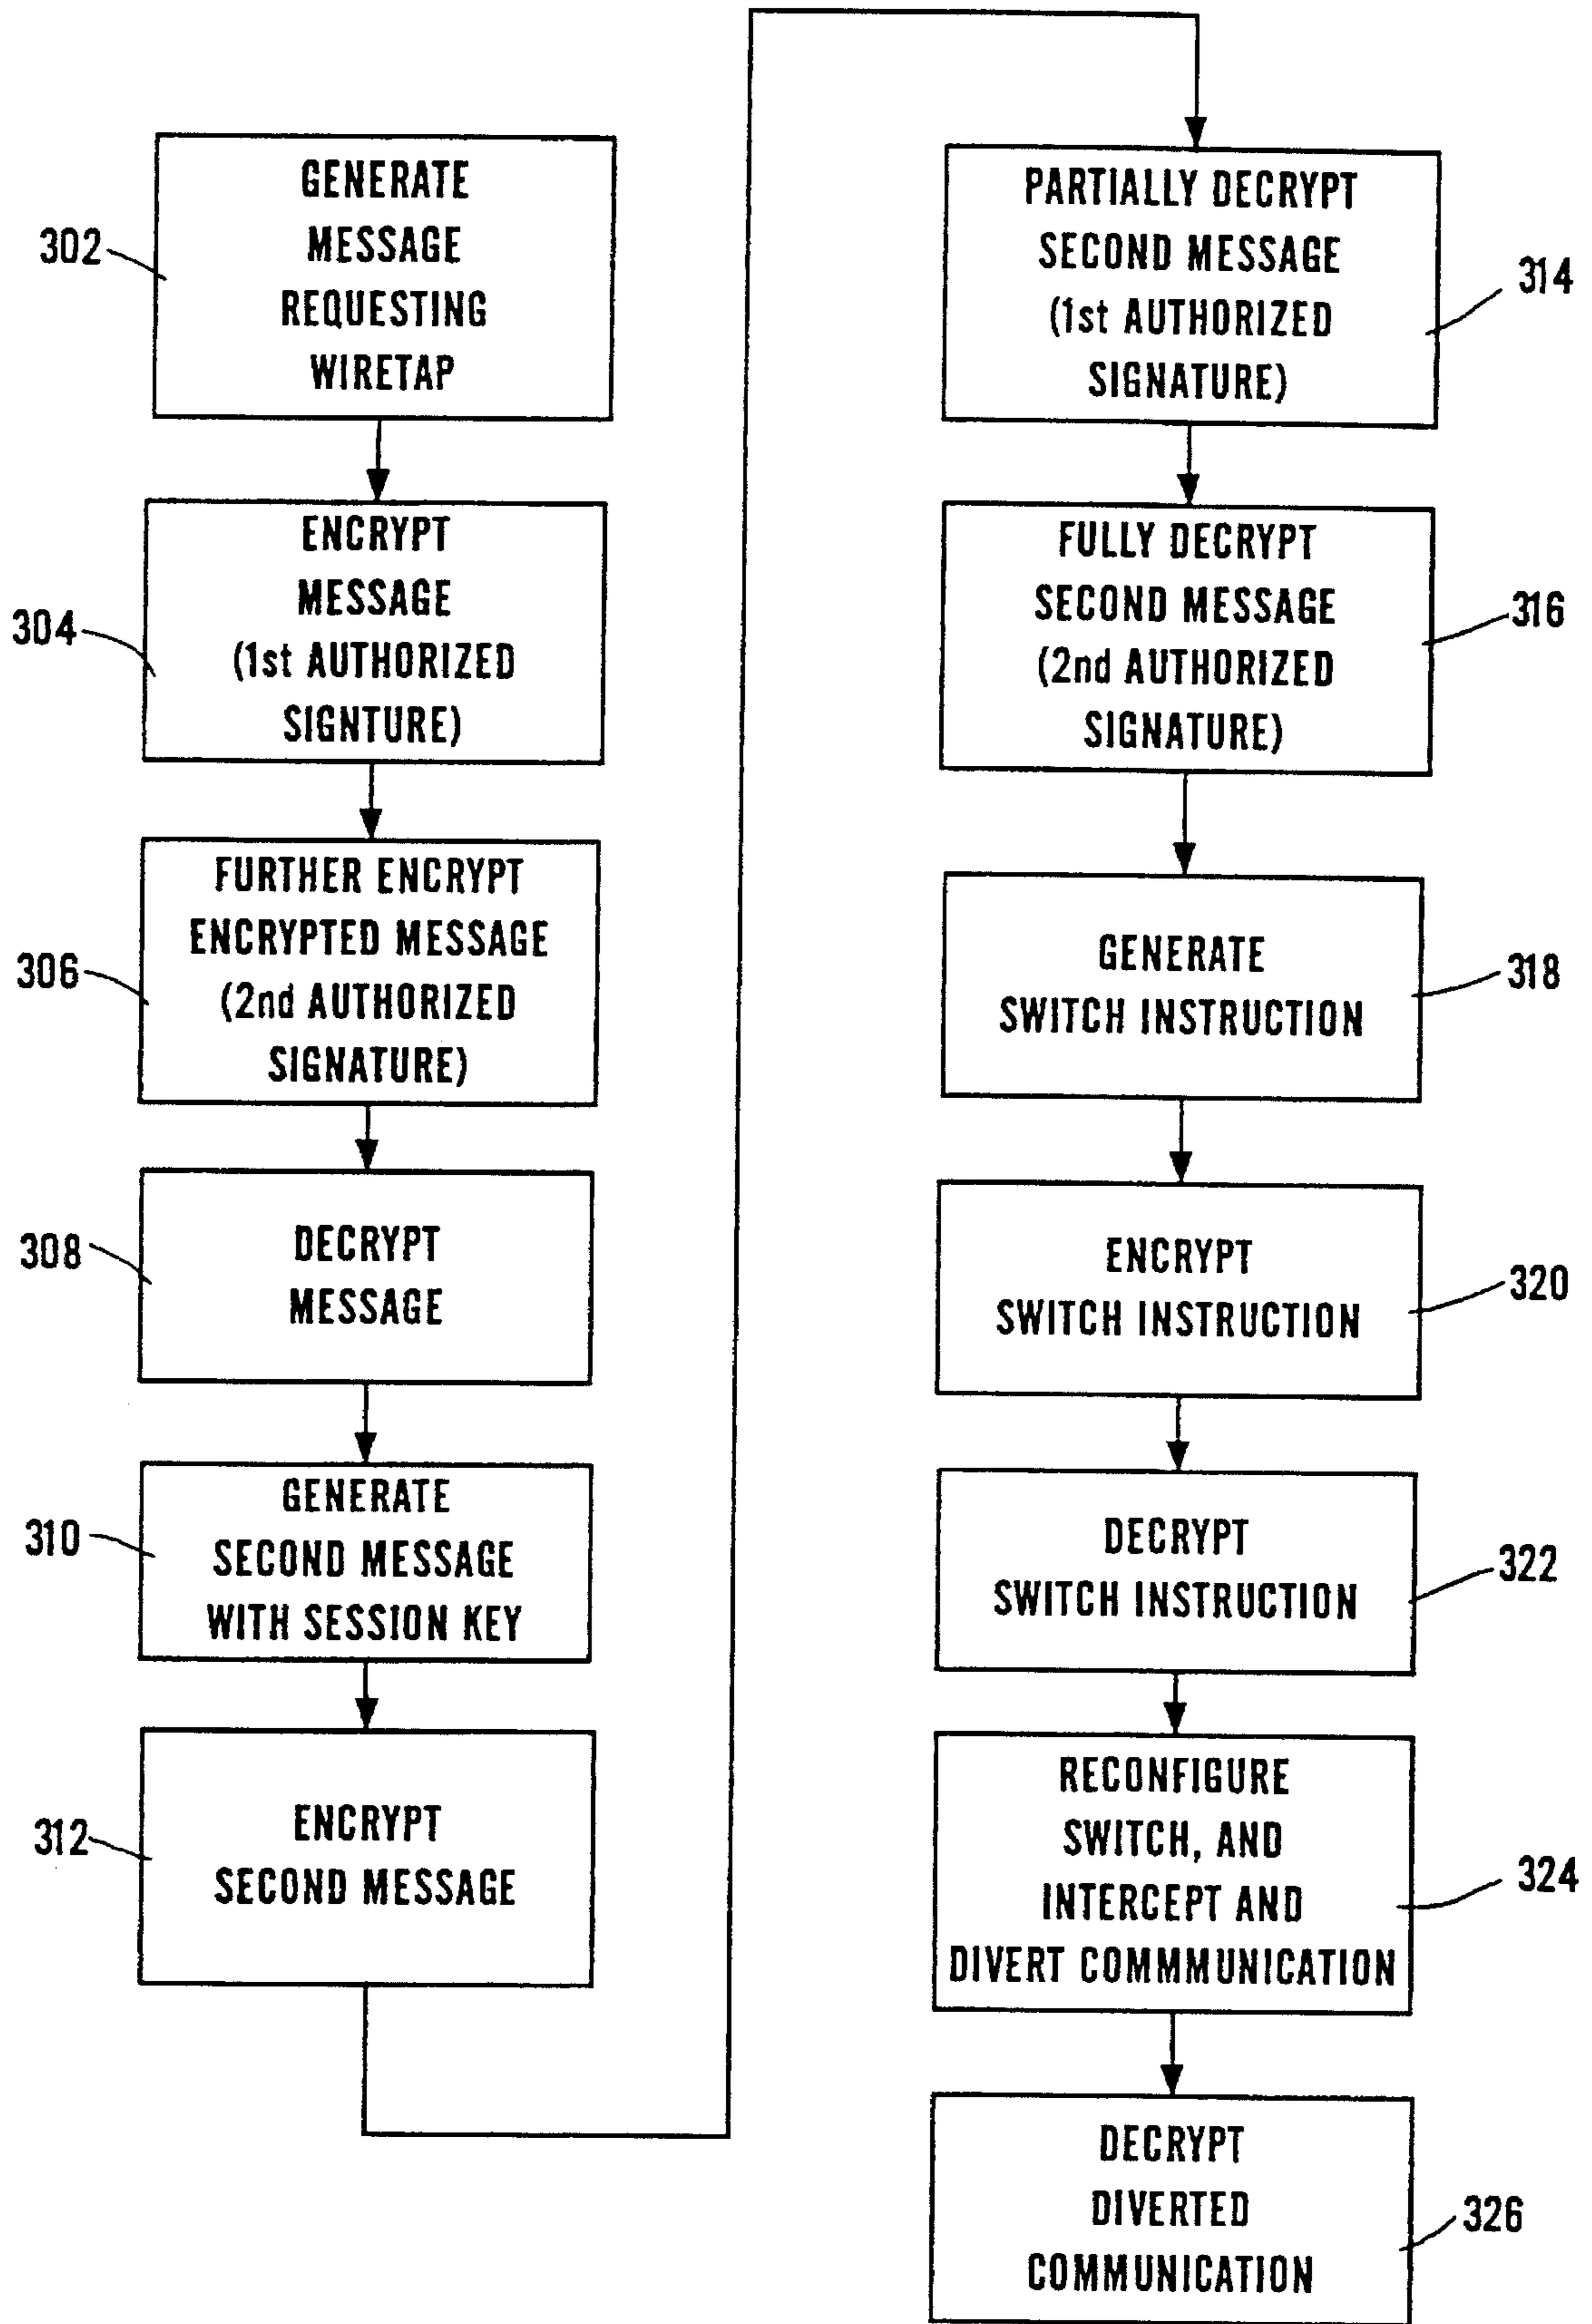 302
GENERATE
MESSAGE
REQUESTING
WIRETAP
304
ENCRYPT
MESSAGE
(1st AUTHORIZED
SIGNTURE)
306
FURTHER ENCRYPT
ENCRYPTED MESSAGE
(2nd AUTHORIZED
SIGNATURE)
308
DECRYPT
MESSAGE
310
GENERATE
SECOND MESSAGE
WITH SESSION KEY
312
ENCRYPT
SECOND MESSAGE
PARTIALLY DECRYPT
SECOND MESSAGE
(1st AUTHORIZED
SIGNATURE)
314
FULLY DECRYPT
SECOND MESSAGE
(2nd AUTHORIZED
SIGNATURE)
316
GENERATE
SWITCH INSTRUCTION
318
ENCRYPT
SWITCH INSTRUCTION
320
DECRYPT
SWITCH INSTRUCTION
322
RECONFIGURE
SWITCH, AND
INTERCEPT AND
DIVERT COMMMUNICATION
324
DECRYPT
DIVERTED
COMMUNICATION
326